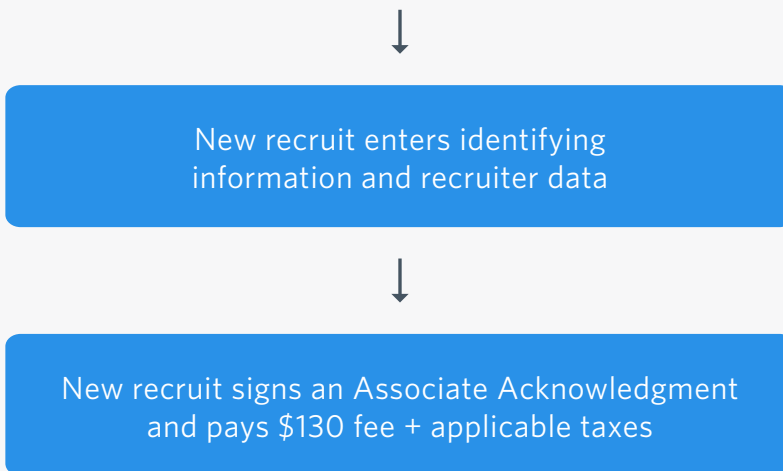 New recruit enters identifying
information and recruiter data
New recruit signs an Associate Acknowledgment
and pays $130 fee + applicable taxes